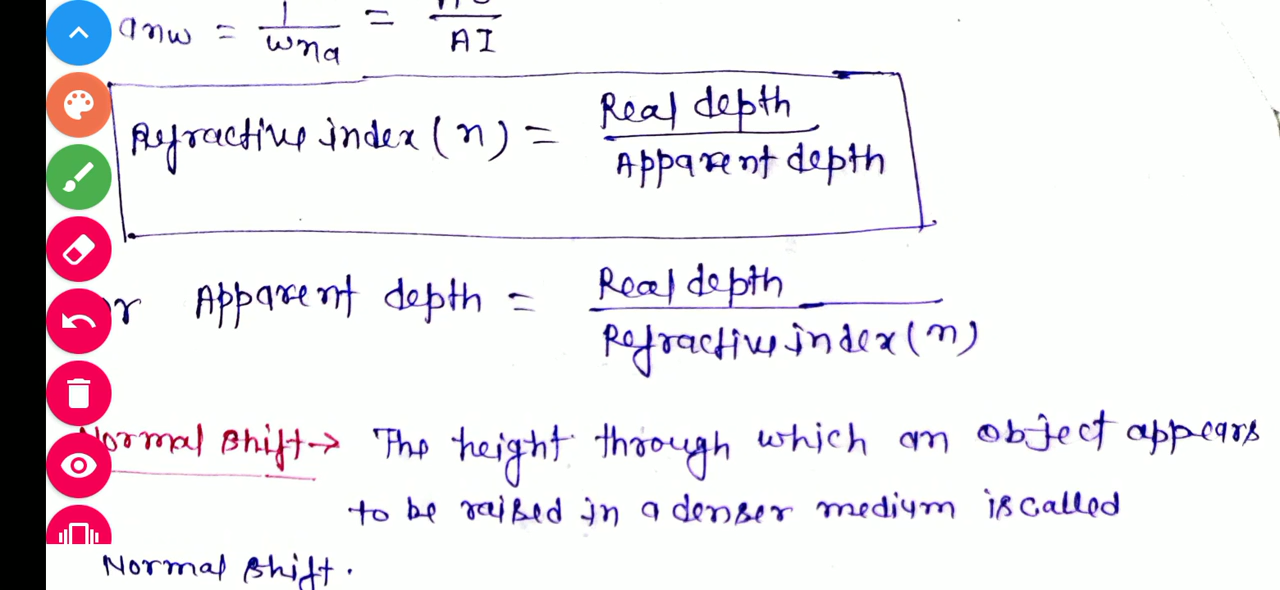 anw = 1/wna = /AI
Refractive index (n) = Real depth / Apparent depth
r Apparent depth = Real depth / Refractive index (n)
Normal shift → The height through which an object appears
to be raised in a denser medium is called
Normal shift.